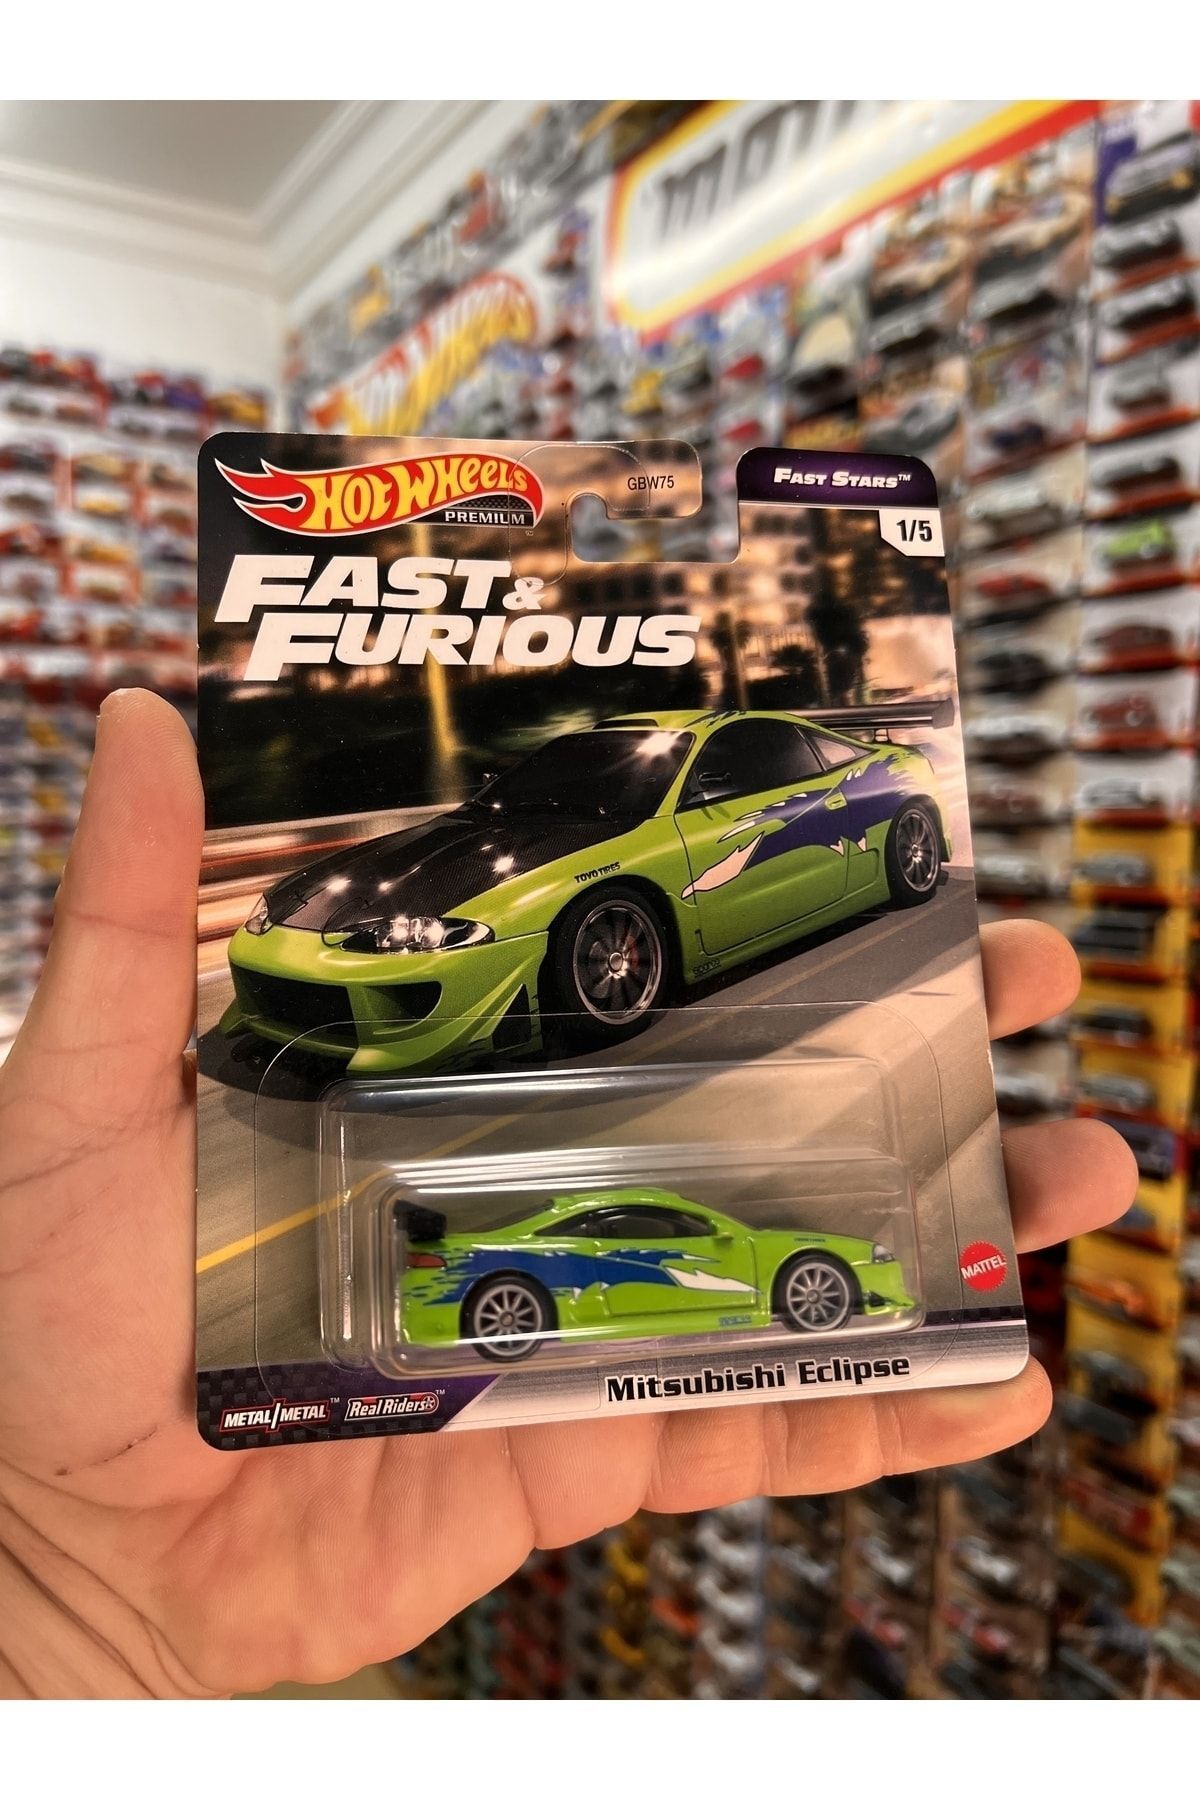 HOT WHEELS
PREMIUM
GBW75
FAST STARS™
1/5
FAST &
FURIOUS
TOYO TIRES
sparco
MATTEL
Mitsubishi Eclipse
METAL/METAL™
Real Riders™